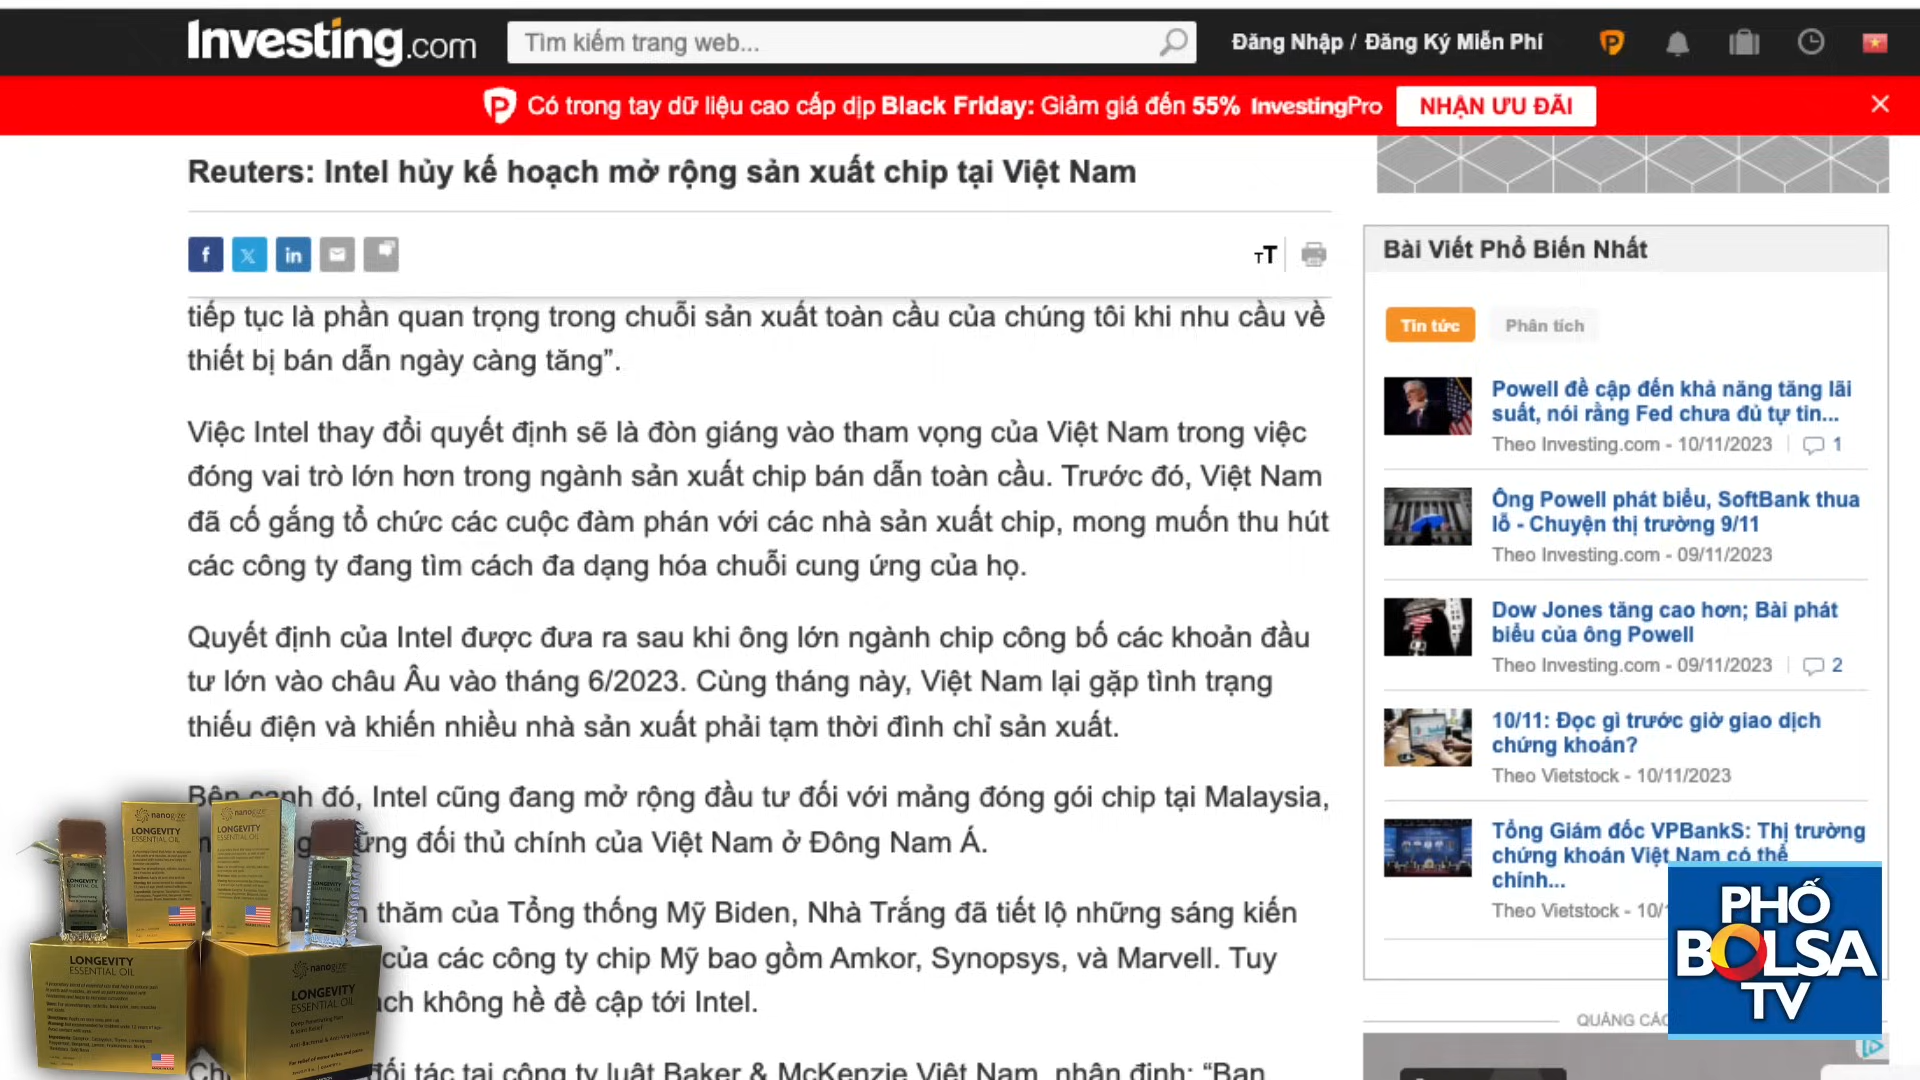 Investing.com
Tìm kiếm trang web...
Đăng Nhập / Đăng Ký Miễn Phí
Có trong tay dữ liệu cao cấp dịp Black Friday: Giảm giá đến 55% InvestingPro
NHẬN ƯU ĐÃI
Reuters: Intel hủy kế hoạch mở rộng sản xuất chip tại Việt Nam
tiếp tục là phần quan trọng trong chuỗi sản xuất toàn cầu của chúng tôi khi nhu cầu về
thiết bị bán dẫn ngày càng tăng”.
Việc Intel thay đổi quyết định sẽ là đòn giáng vào tham vọng của Việt Nam trong việc
đóng vai trò lớn hơn trong ngành sản xuất chip bán dẫn toàn cầu. Trước đó, Việt Nam
đã cố gắng tổ chức các cuộc đàm phán với các nhà sản xuất chip, mong muốn thu hút
các công ty đang tìm cách đa dạng hóa chuỗi cung ứng của họ.
Quyết định của Intel được đưa ra sau khi ông lớn ngành chip công bố các khoản đầu
tư lớn vào châu Âu vào tháng 6/2023. Cùng tháng này, Việt Nam lại gặp tình trạng
thiếu điện và khiến nhiều nhà sản xuất phải tạm thời đình chỉ sản xuất.
Bên cạnh đó, Intel cũng đang mở rộng đầu tư đối với mảng đóng gói chip tại Malaysia,
đối thủ chính của Việt Nam ở Đông Nam Á.
thăm của Tổng thống Mỹ Biden, Nhà Trắng đã tiết lộ những sáng kiến
của các công ty chip Mỹ bao gồm Amkor, Synopsys, và Marvell. Tuy
không hề đề cập tới Intel.
đối tác tại công ty luật Baker & McKenzie Việt Nam, nhận định: “Ban
Bài Viết Phổ Biến Nhất
Tin tức
Phân tích
Powell đề cập đến khả năng tăng lãi
suất, nói rằng Fed chưa đủ tự tin...
Theo Investing.com - 10/11/2023
1
Ông Powell phát biểu, SoftBank thua
lỗ - Chuyện thị trường 9/11
Theo Investing.com - 09/11/2023
Dow Jones tăng cao hơn; Bài phát
biểu của ông Powell
Theo Investing.com - 09/11/2023
2
10/11: Đọc gì trước giờ giao dịch
chứng khoán?
Theo Vietstock - 10/11/2023
Tổng Giám đốc VPBankS: Thị trường
chứng khoán Việt Nam có thể
chính...
Theo Vietstock
PHỐ
BOLSA
TV
nanogize
LONGEVITY
ESSENTIAL OIL
LONGEVITY
ESSENTIAL OIL
LONGEVITY
ESSENTIAL OIL
nanogize
LONGEVITY
ESSENTIAL OIL